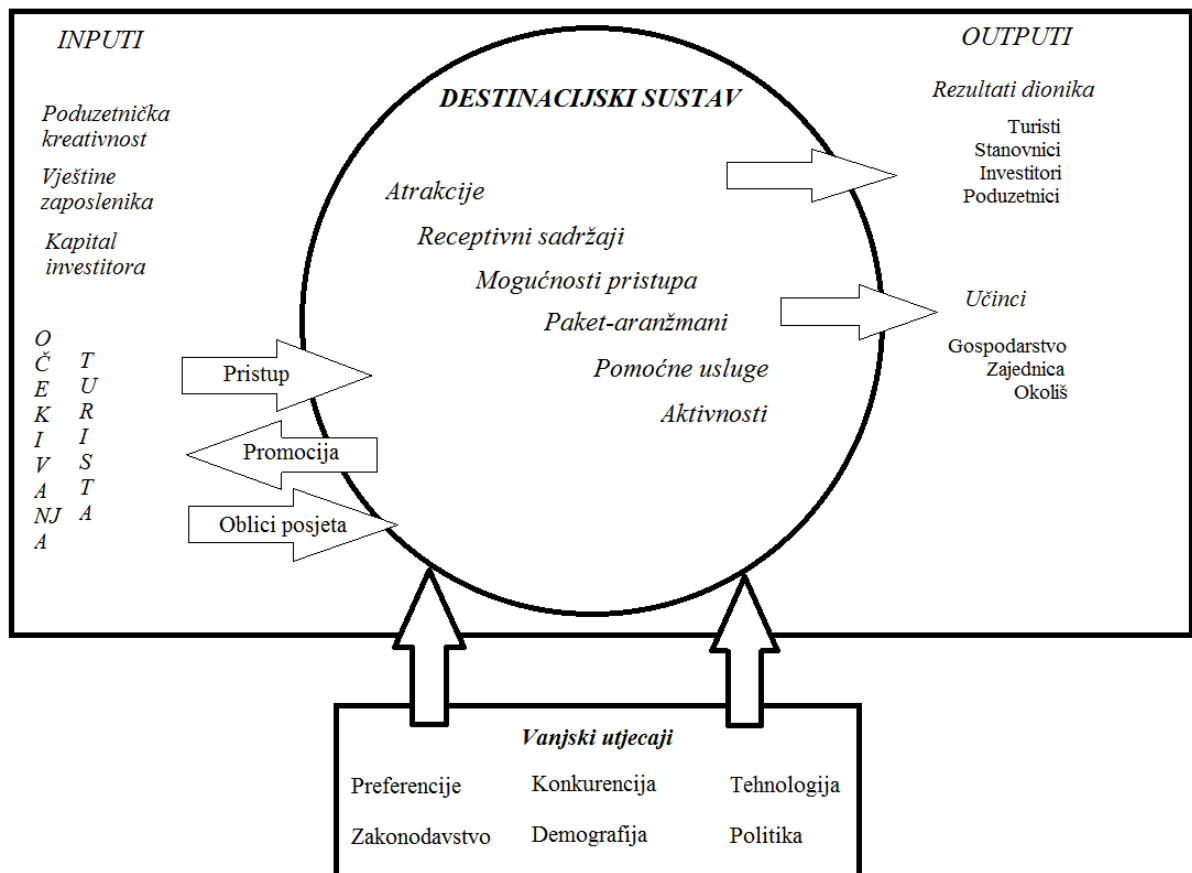 INPUTI
Poduzetnička
kreativnost
Vještine
zaposlenika
Kapital
investitora
OČEKIVANJA
TURISTA
Pristup
Promocija
Oblici posjeta
DESTINACIJSKI SUSTAV
Atrakcije
Receptivni sadržaji
Mogućnosti pristupa
Paket-aranžmani
Pomoćne usluge
Aktivnosti
OUTPUTI
Rezultati dionika
Turisti
Stanovnici
Investitori
Poduzetnici
Učinci
Gospodarstvo
Zajednica
Okoliš
Vanjski utjecaji
Preferencije Konkurencija Tehnologija
Zakonodavstvo Demografija Politika